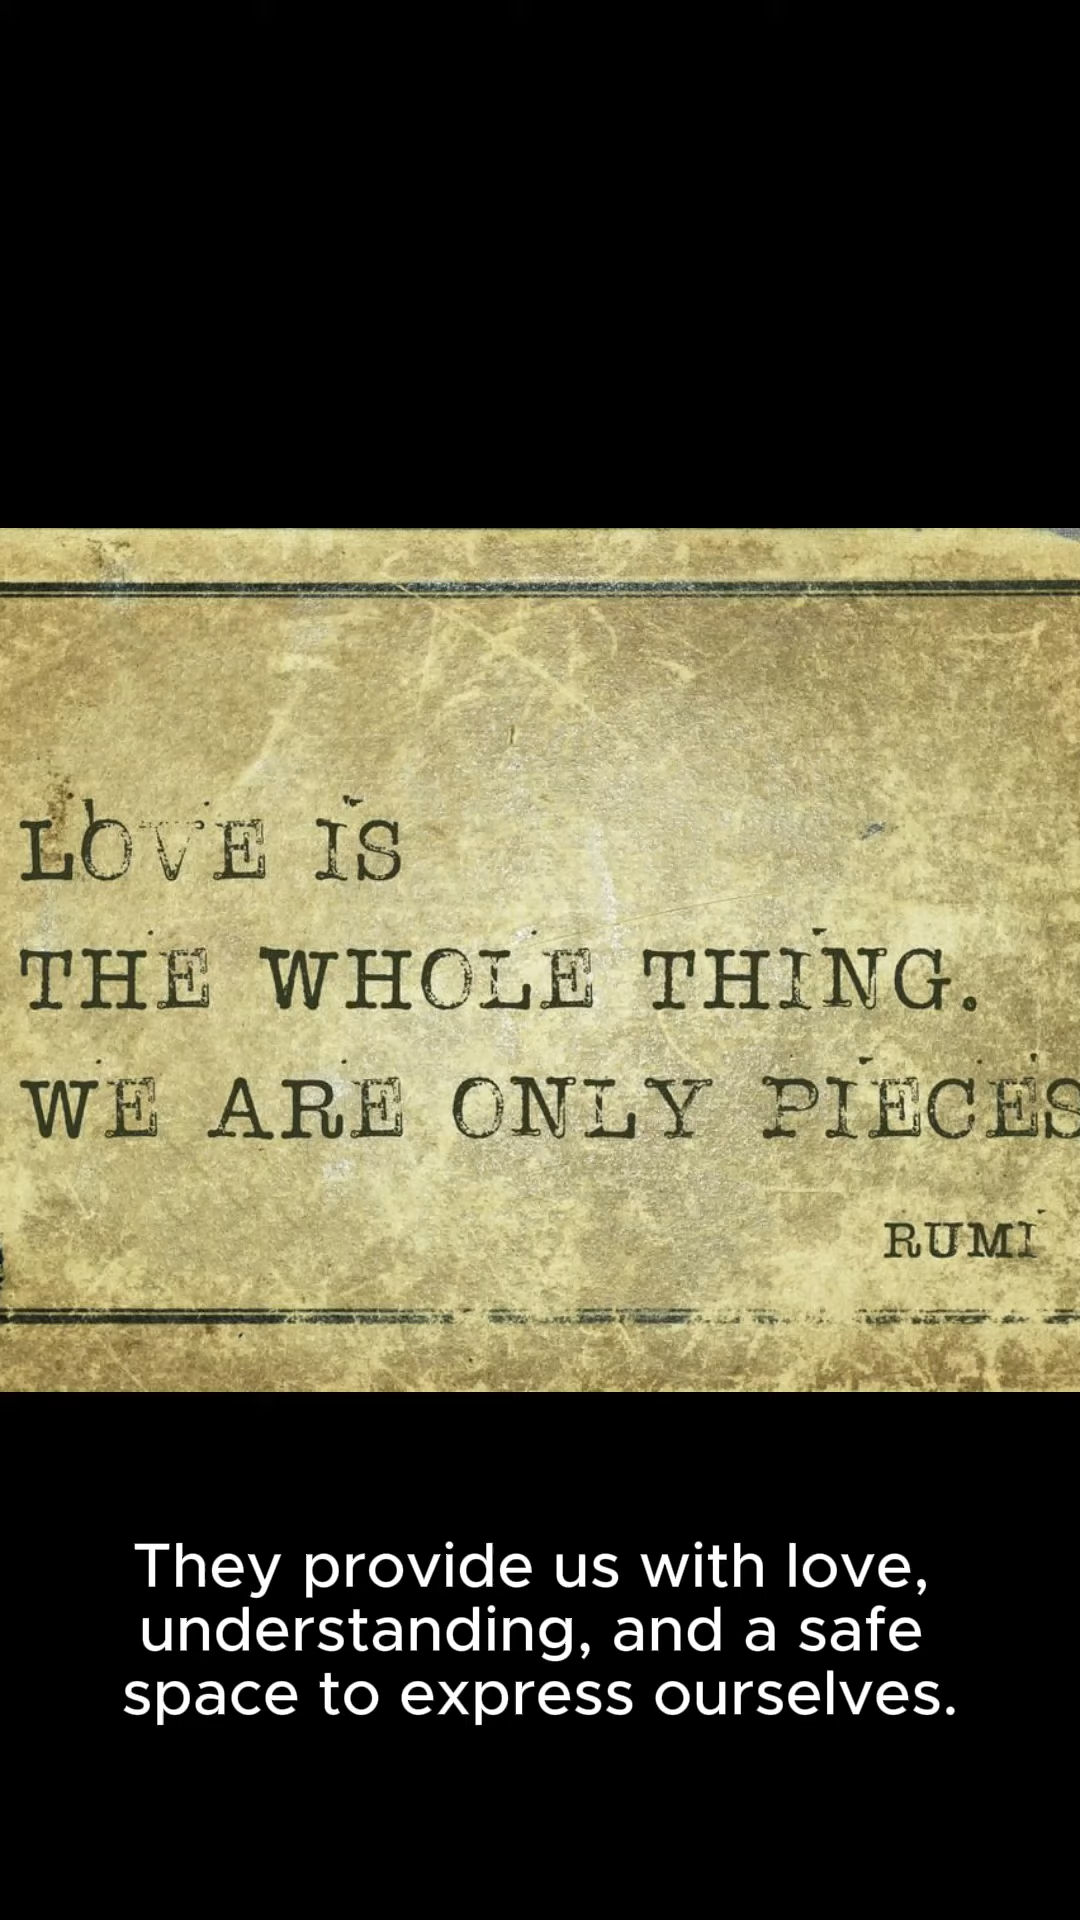 LOVE IS
THE WHOLE THING.
WE ARE ONLY PIECES
RUMI
They provide us with love,
understanding, and a safe
space to express ourselves.